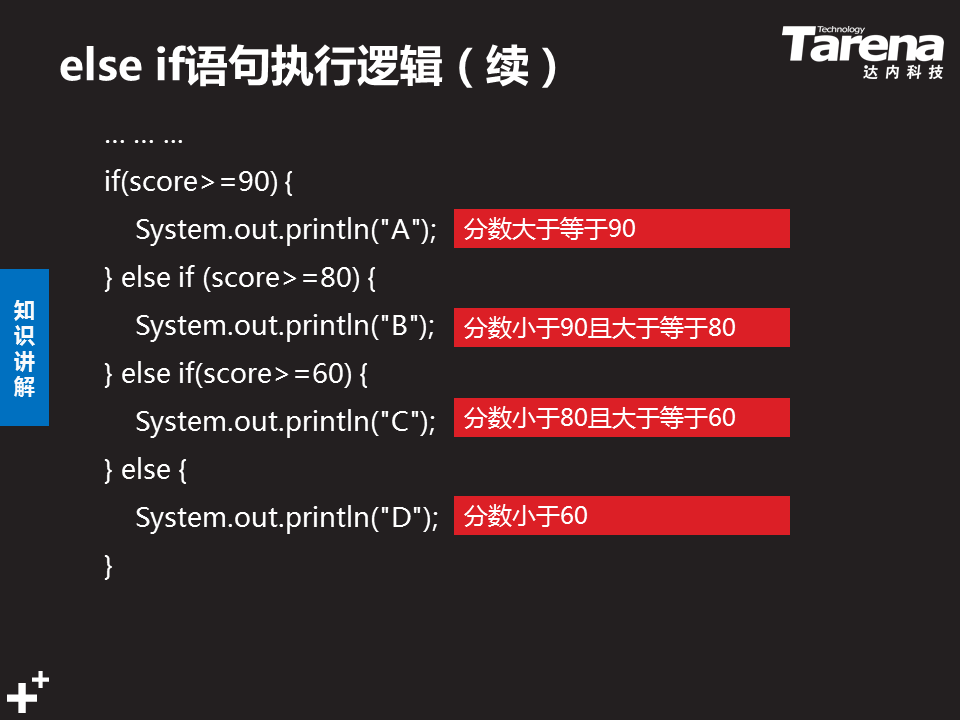 else if语句执行逻辑（续）
Technology
Tarena
达内科技
... ... ...
if(score>=90) {
System.out.println("A");
分数大于等于90
} else if (score>=80) {
System.out.println("B");
分数小于90且大于等于80
} else if(score>=60) {
System.out.println("C");
分数小于80且大于等于60
} else {
System.out.println("D");
分数小于60
}
知识讲解